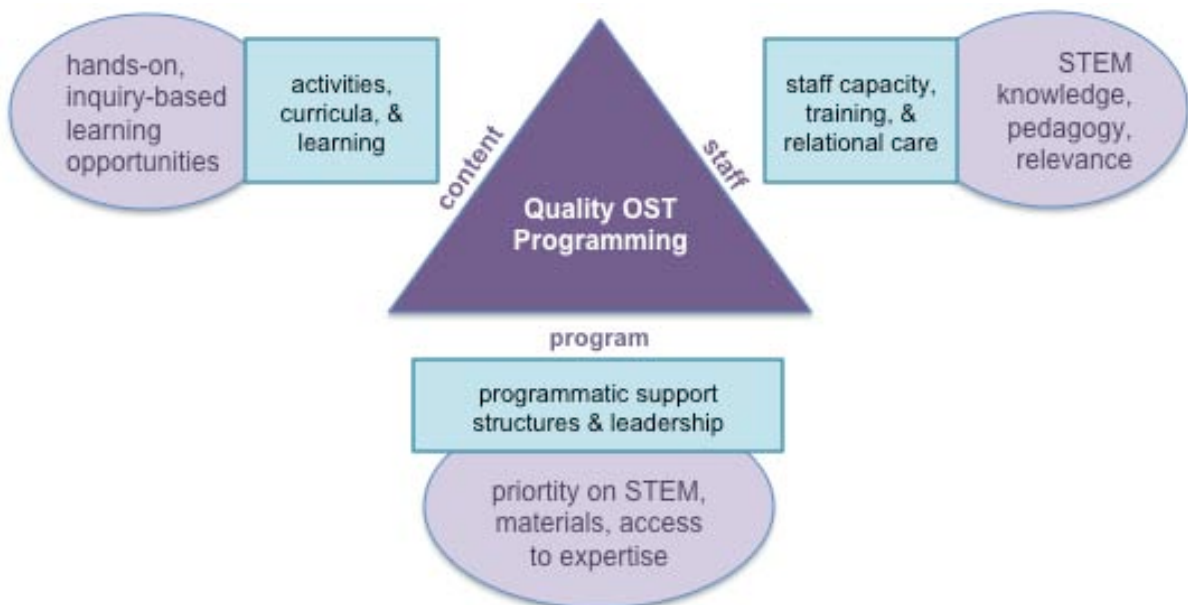 hands-on,
inquiry-based
learning
opportunities
activities,
curricula, &
learning
content
Quality OST
Programming
staff
staff capacity,
training, &
relational care
STEM
knowledge,
pedagogy,
relevance
program
programmatic support
structures & leadership
priortity on STEM,
materials, access
to expertise